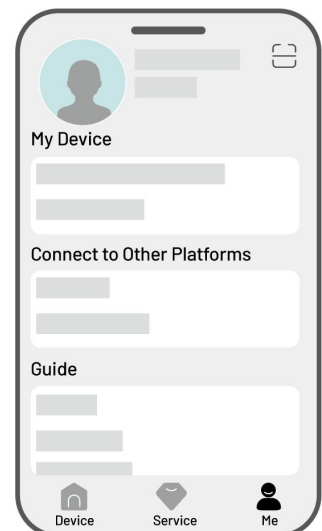 My Device
Connect to Other Platforms
Guide
Device
Service
Me